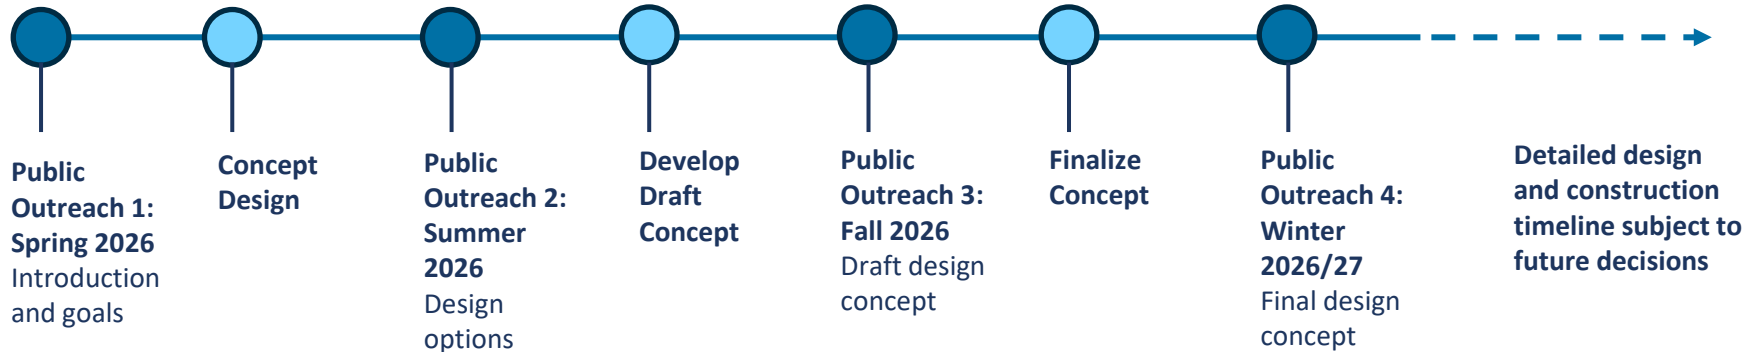 Public
Outreach 1:
Spring 2026
Introduction
and goals
Concept
Design
Public
Outreach 2:
Summer
2026
Design
options
Develop
Draft
Concept
Public
Outreach 3:
Fall 2026
Draft design
concept
Finalize
Concept
Public
Outreach 4:
Winter
2026/27
Final design
concept
Detailed design
and construction
timeline subject to
future decisions